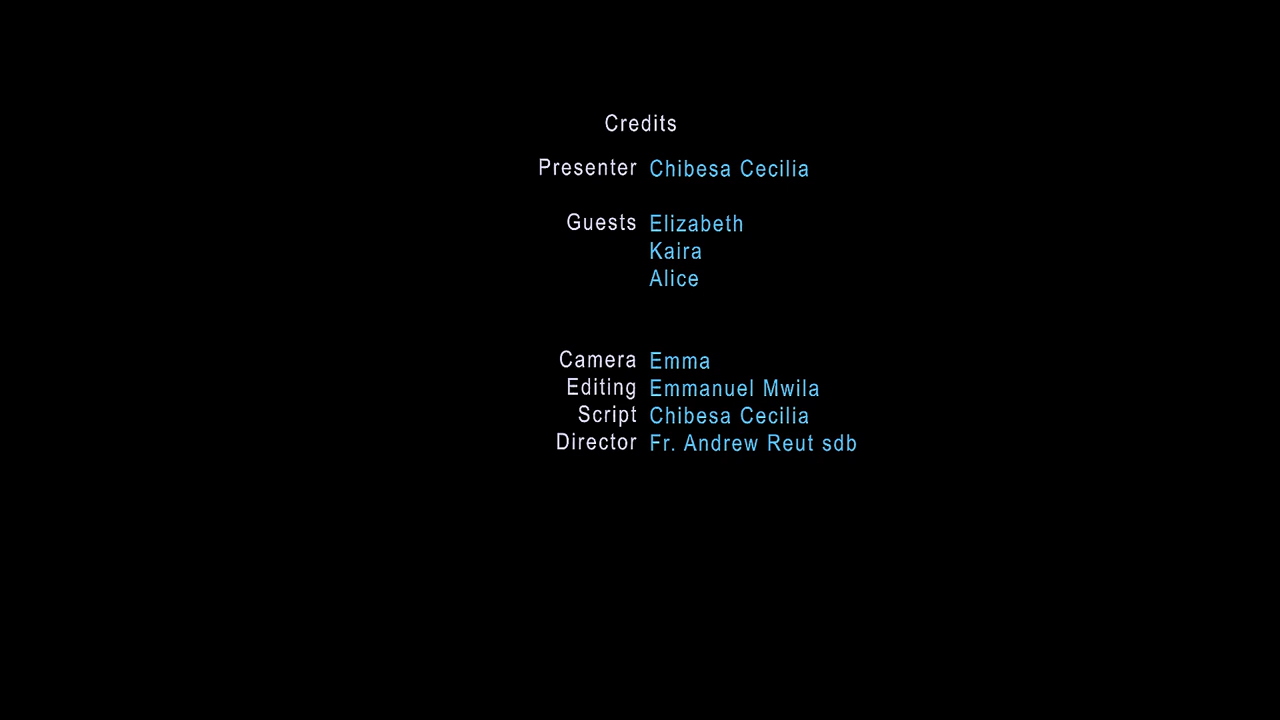 Credits
Presenter Chibesa Cecilia
Guests Elizabeth
Kaira
Alice
Camera Emma
Editing Emmanuel Mwila
Script Chibesa Cecilia
Director Fr. Andrew Reut sdb